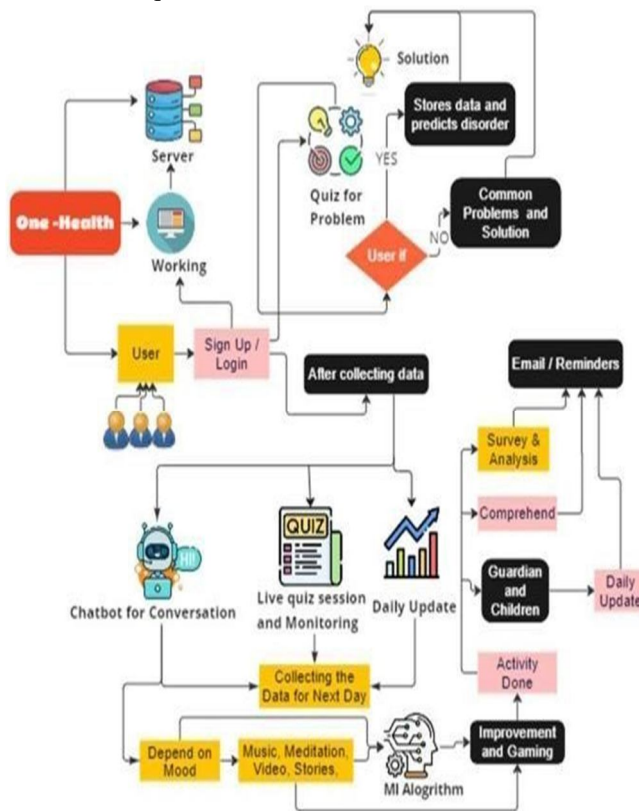 Solution
Stores data and
predicts disorder
Server
YES
Quiz for
Problem
Common
Problems and
Solution
One -Health
NO
User if
Working
User
Sign Up /
Login
After collecting data
Email / Reminders
Survey &
Analysis
Comprehend
QUIZ
HI!
Guardian
and
Children
Daily
Update
Chatbot for Conversation
Live quiz session
and Monitoring
Daily Update
Collecting the
Data for Next Day
Activity
Done
Depend on
Mood
Music, Meditation,
Video, Stories,
MI Alogrithm
Improvement
and Gaming